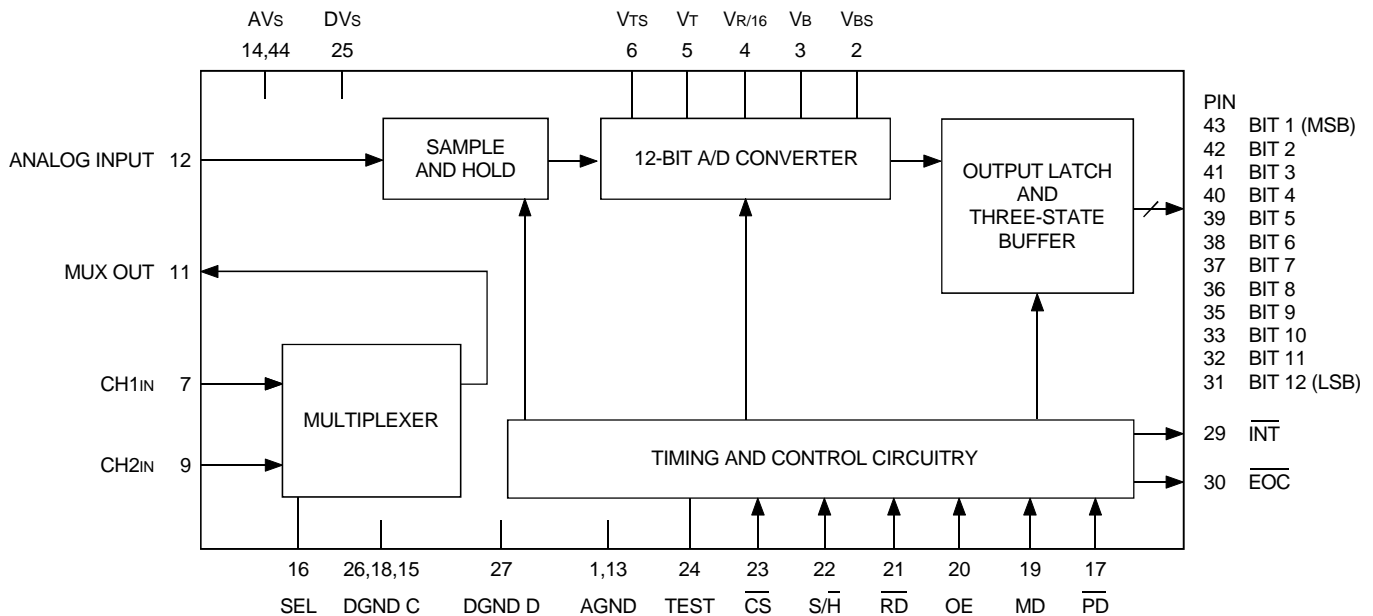 AVS DVS VTS VT VR/16 VB VBS
14,44 25 6 5 4 3 2
PIN
43 BIT 1 (MSB)
42 BIT 2
41 BIT 3
40 BIT 4
39 BIT 5
38 BIT 6
37 BIT 7
36 BIT 8
35 BIT 9
33 BIT 10
32 BIT 11
31 BIT 12 (LSB)
ANALOG INPUT 12
SAMPLE
AND HOLD
12-BIT A/D CONVERTER
OUTPUT LATCH
AND
THREE-STATE
BUFFER
MUX OUT 11
CH1IN 7
MULTIPLEXER
CH2IN 9
TIMING AND CONTROL CIRCUITRY
29 I̅N̅T̅
30 E̅O̅C̅
16 26,18,15 27 1,13 24 23 22 21 20 19 17
SEL DGND C DGND D AGND TEST C̅S̅ S/H̅ R̅D̅ OE MD P̅D̅